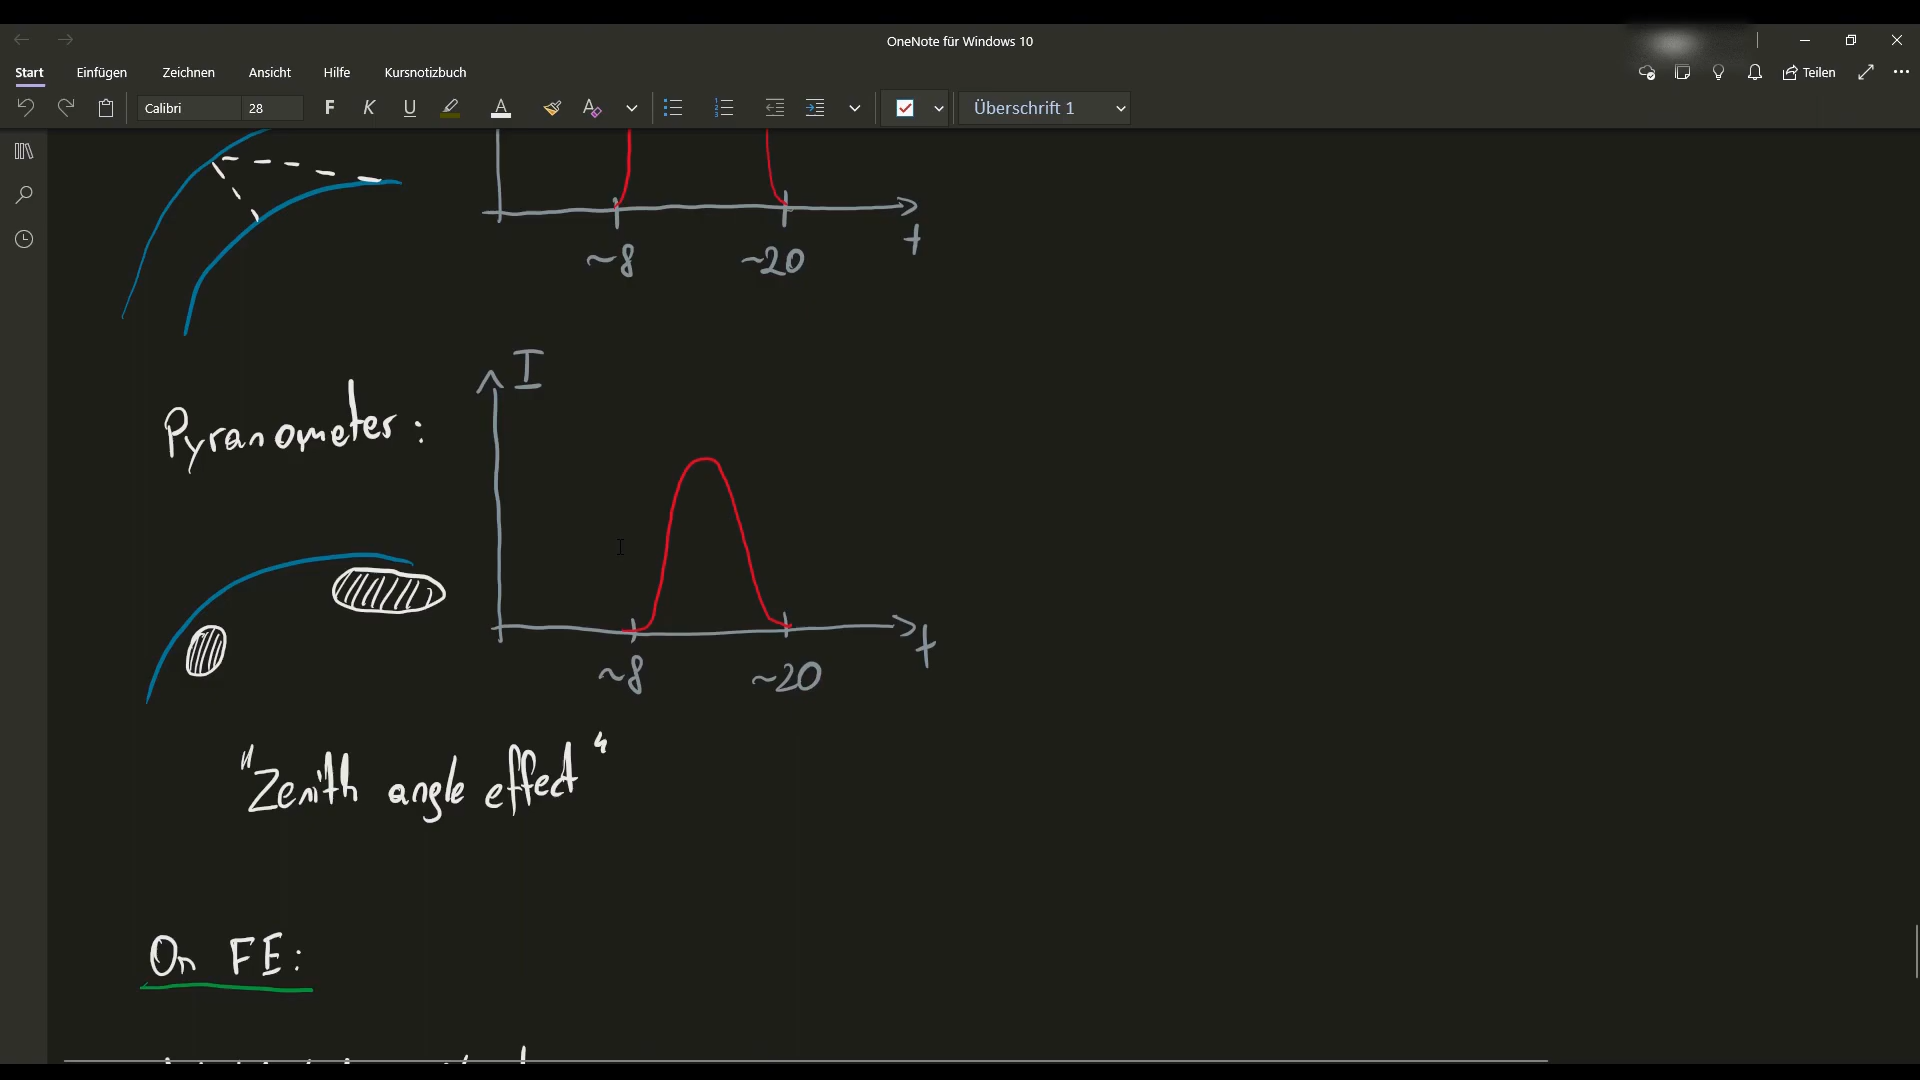 OneNote für Windows 10
Start Einfügen Zeichnen Ansicht Hilfe Kursnotizbuch Teilen
Calibri 28 F K U A A Überschrift 1
t
~8 ~20
I
Pyranometer:
t
~8 ~20
"Zenith angle effect"
On FE: